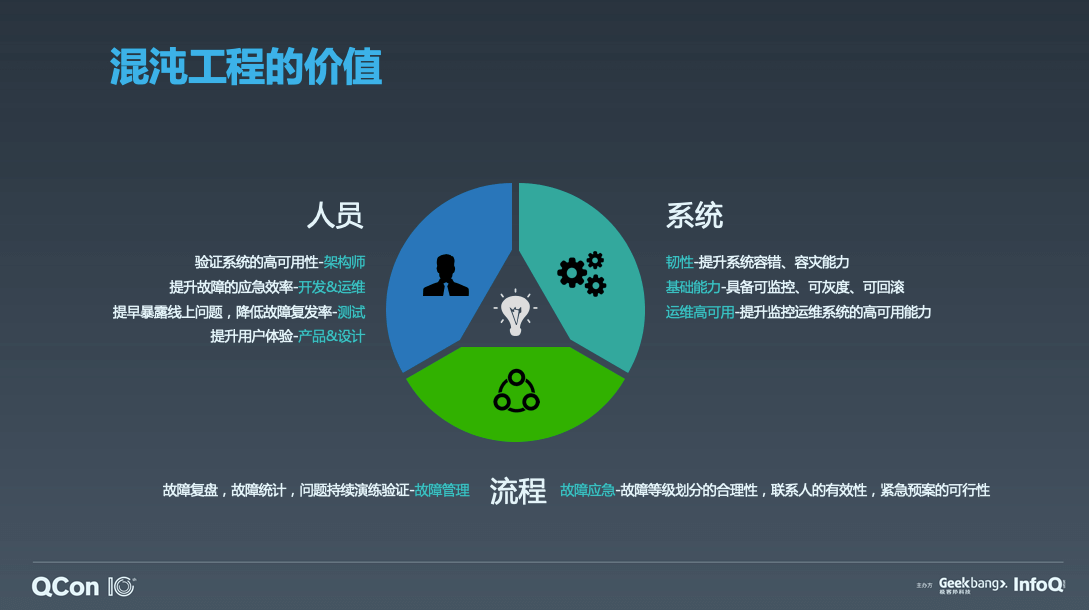 混沌工程的价值
人员
验证系统的高可用性-架构师
提升故障的应急效率-开发&运维
提早暴露线上问题，降低故障复发率-测试
提升用户体验-产品&设计
系统
韧性-提升系统容错、容灾能力
基础能力-具备可监控、可灰度、可回滚
运维高可用-提升监控运维系统的高可用能力
故障复盘，故障统计，问题持续演练验证-故障管理
流程
故障应急-故障等级划分的合理性，联系人的有效性，紧急预案的可行性
QCon 10
主办方 Geekbang>. InfoQ
极客邦科技